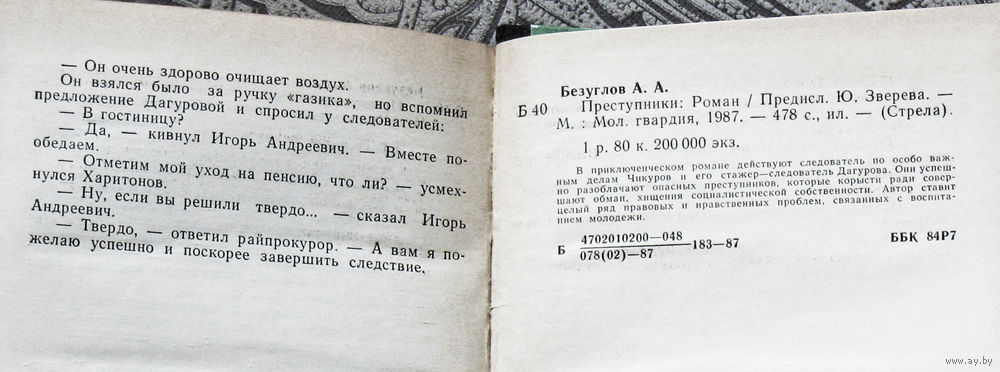 — Он очень здорово очищает воздух.
Он взялся было за ручку «газика», но вспомнил
предложение Дагуровой и спросил у следователей:
— В гостиницу?
— Да, — кивнул Игорь Андреевич. — Вместе по-
обедаем.
— Отметим мой уход на пенсию, что ли? — усмех-
нулся Харитонов.
— Ну, если вы решили твердо... — сказал Игорь
Андреевич.
— Твердо, — ответил райпрокурор. — А вам я по-
желаю успешно и поскорее завершить следствие.
Безуглов А. А.
Б 40 Преступники: Роман / Предисл. Ю. Зверева. —
М. : Мол. гвардия, 1987. — 478 с., ил. — (Стрела).
1 р. 80 к. 200 000 экз.
В приключенческом романе действуют следователь по особо важ-
ным делам Чикуров и его стажер—следователь Дагурова. Они успеш-
но разоблачают опасных преступников, которые корысти ради совер-
шают обман, хищения социалистической собственности. Автор ставит
целый ряд правовых и нравственных проблем, связанных с воспита-
нием молодежи.
Б 4702010200—048
078(02)—87 183—87 ББК 84Р7
www.ay.by